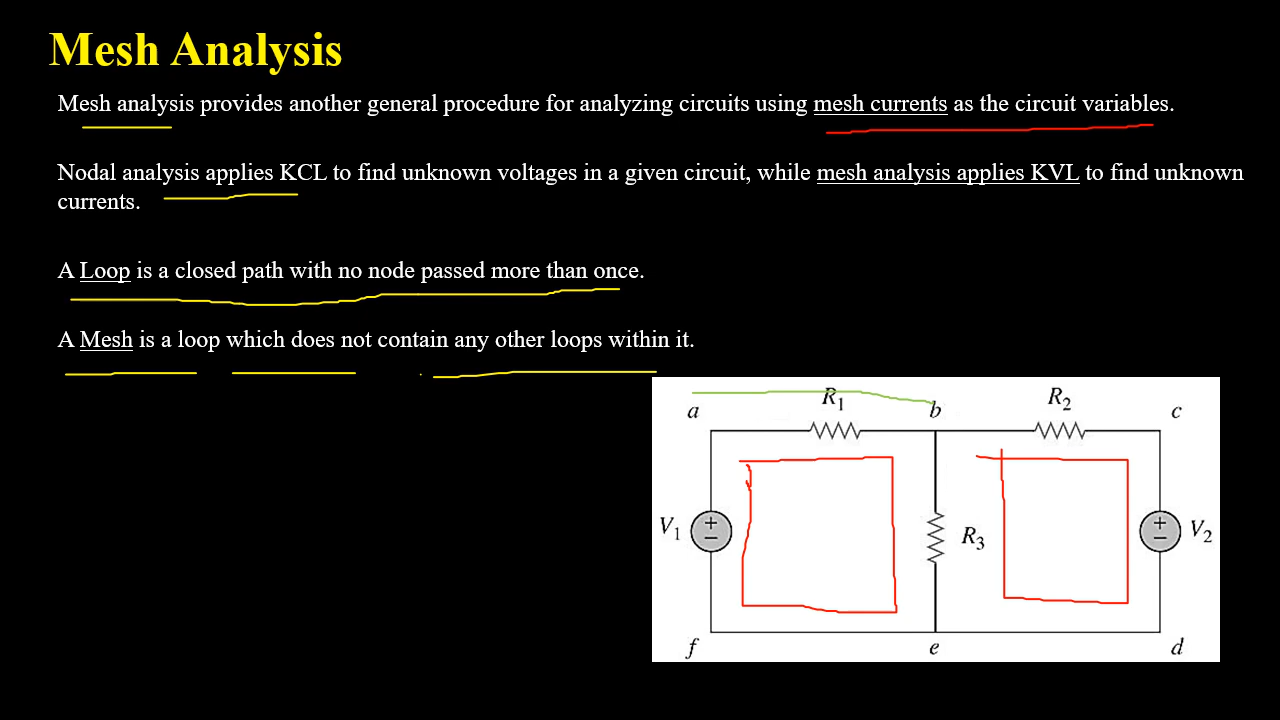 Mesh Analysis
Mesh analysis provides another general procedure for analyzing circuits using mesh currents as the circuit variables.
Nodal analysis applies KCL to find unknown voltages in a given circuit, while mesh analysis applies KVL to find unknown
currents.
A Loop is a closed path with no node passed more than once.
A Mesh is a loop which does not contain any other loops within it.
a R1 b R2 c
V1 + − R3 + − V2
f e d